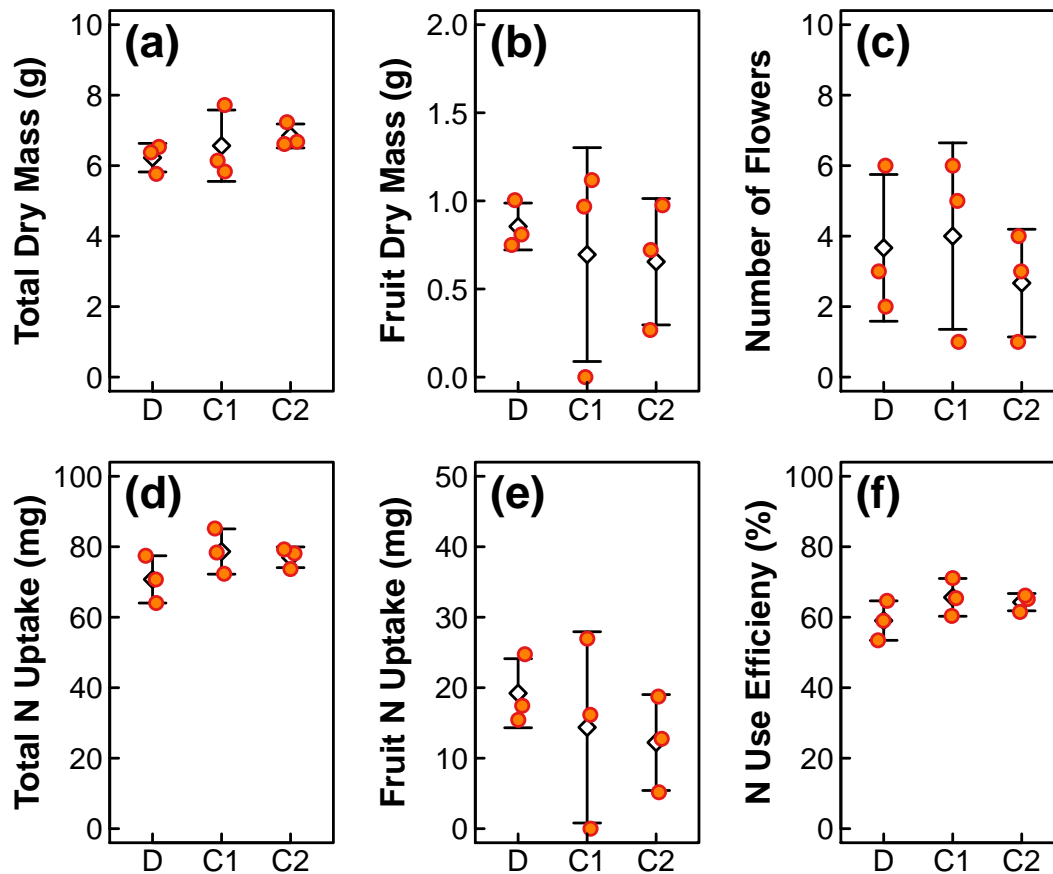 (a)
Total Dry Mass (g)
10
8
6
4
2
0
D C1 C2
(b)
Fruit Dry Mass (g)
2.0
1.5
1.0
0.5
0.0
D C1 C2
(c)
Number of Flowers
10
8
6
4
2
0
D C1 C2
(d)
Total N Uptake (mg)
100
80
60
40
20
0
D C1 C2
(e)
Fruit N Uptake (mg)
50
40
30
20
10
0
D C1 C2
(f)
N Use Efficieny (%)
100
80
60
40
20
0
D C1 C2